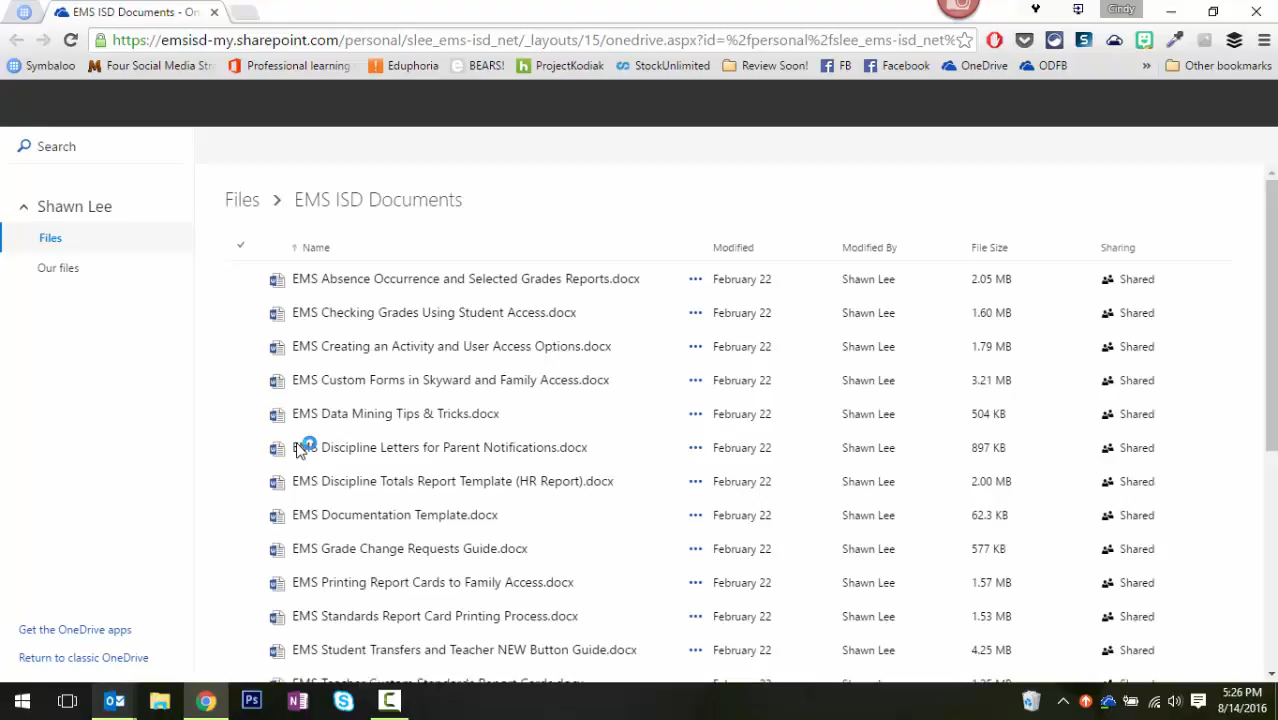 EMS ISD Documents - On
Cindy
https://emsisd-my.sharepoint.com/personal/slee_ems-isd_net/_layouts/15/onedrive.aspx?id=%2fpersonal%2fslee_ems-isd_net%
Symbaloo Four Social Media Str Professional learning Eduphoria BEARS! ProjectKodiak StockUnlimited Review Soon! FB Facebook OneDrive ODFB » Other bookmarks
Search
Files > EMS ISD Documents
Shawn Lee
Files
Our files
Name Modified Modified By File Size Sharing
EMS Absence Occurrence and Selected Grades Reports.docx ••• February 22 Shawn Lee 2.05 MB Shared
EMS Checking Grades Using Student Access.docx ••• February 22 Shawn Lee 1.60 MB Shared
EMS Creating an Activity and User Access Options.docx ••• February 22 Shawn Lee 1.79 MB Shared
EMS Custom Forms in Skyward and Family Access.docx ••• February 22 Shawn Lee 3.21 MB Shared
EMS Data Mining Tips & Tricks.docx ••• February 22 Shawn Lee 504 KB Shared
EMS Discipline Letters for Parent Notifications.docx ••• February 22 Shawn Lee 897 KB Shared
EMS Discipline Totals Report Template (HR Report).docx ••• February 22 Shawn Lee 2.00 MB Shared
EMS Documentation Template.docx ••• February 22 Shawn Lee 62.3 KB Shared
EMS Grade Change Requests Guide.docx ••• February 22 Shawn Lee 577 KB Shared
EMS Printing Report Cards to Family Access.docx ••• February 22 Shawn Lee 1.57 MB Shared
EMS Standards Report Card Printing Process.docx ••• February 22 Shawn Lee 1.53 MB Shared
EMS Student Transfers and Teacher NEW Button Guide.docx ••• February 22 Shawn Lee 4.25 MB Shared
Get the OneDrive apps
Return to classic OneDrive
5:26 PM
8/14/2016